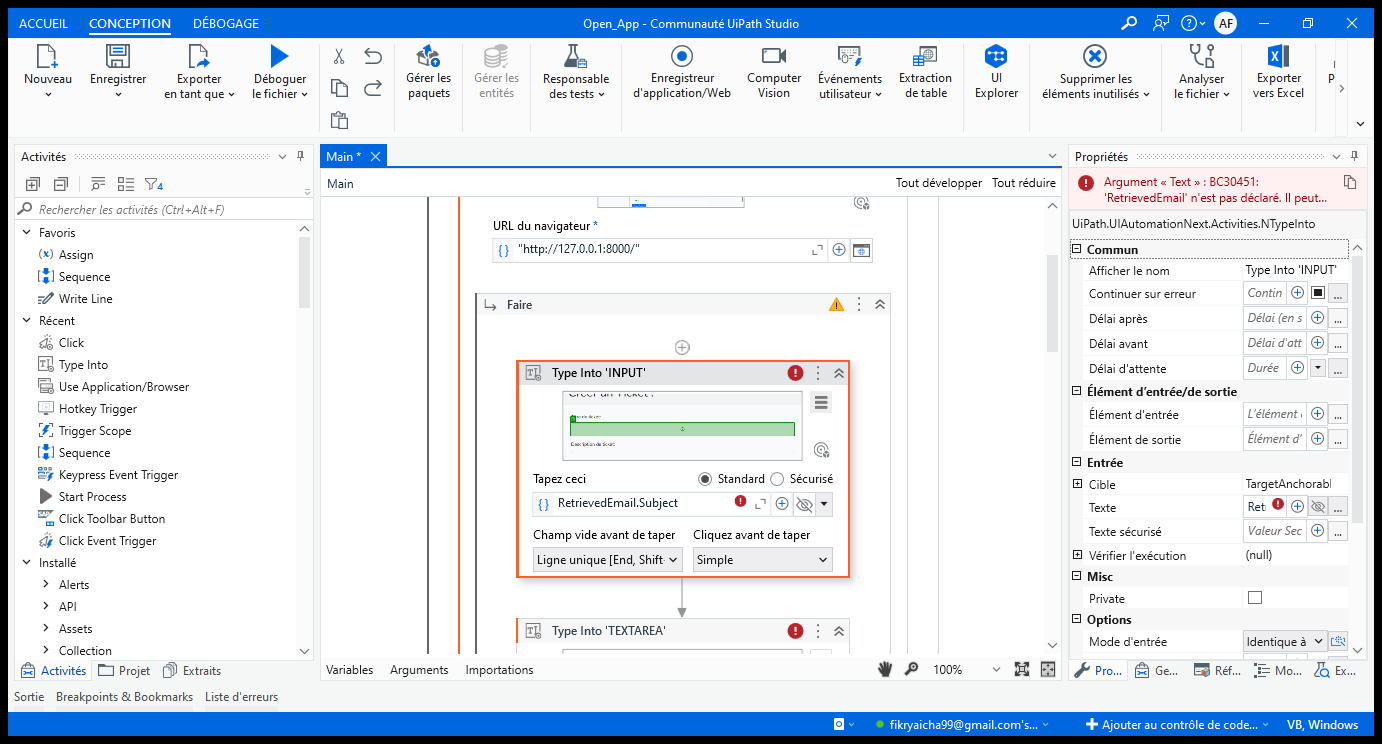 ACCUEIL CONCEPTION DÉBOGAGE Open_App - Communauté UiPath Studio AF
Nouveau
Enregistrer
Exporter
en tant que
Déboguer
le fichier
Gérer les
paquets
Gérer les
entités
Responsable
des tests
Enregistreur
d'application/Web
Computer
Vision
Événements
utilisateur
Extraction
de table
UI
Explorer
Supprimer les
éléments inutilisés
Analyser
le fichier
Exporter
vers Excel
P
Activités
4
Rechercher les activités (Ctrl+Alt+F)
Favoris
Assign
Sequence
Write Line
Récent
Click
Type Into
Use Application/Browser
Hotkey Trigger
Trigger Scope
Sequence
Keypress Event Trigger
Start Process
Click Toolbar Button
Click Event Trigger
Installé
Alerts
API
Assets
Collection
Activités Projet Extraits
Main *
Main Tout développer Tout réduire
URL du navigateur *
"http://127.0.0.1:8000/"
Faire
Type Into 'INPUT'
Description de ticket
Tapez ceci Standard Sécurisé
RetrievedEmail.Subject
Champ vide avant de taper Cliquez avant de taper
Ligne unique [End, Shift- Simple
Type Into 'TEXTAREA'
Variables Arguments Importations 100%
Propriétés
Argument « Text » : BC30451:
'RetrievedEmail' n'est pas déclaré. Il peut...
UiPath.UIAutomationNext.Activities.NTypeInto
Commun
Afficher le nom Type Into 'INPUT'
Continuer sur erreur Contin ...
Délai après Délai (en s ...
Délai avant Délai d'att ...
Délai d'attente Durée ...
Élément d'entrée/de sortie
Élément d'entrée L'élément ...
Élément de sortie Élément d' ...
Entrée
Cible TargetAnchorabl
Texte Ret ...
Texte sécurisé Valeur Sec ...
Vérifier l'exécution (null)
Misc
Private
Options
Mode d'entrée Identique à
Pro... Ge... Réf... Mo... Ex...
Sortie Breakpoints & Bookmarks Liste d'erreurs
fikryaicha99@gmail.com's... Ajouter au contrôle de code... VB, Windows